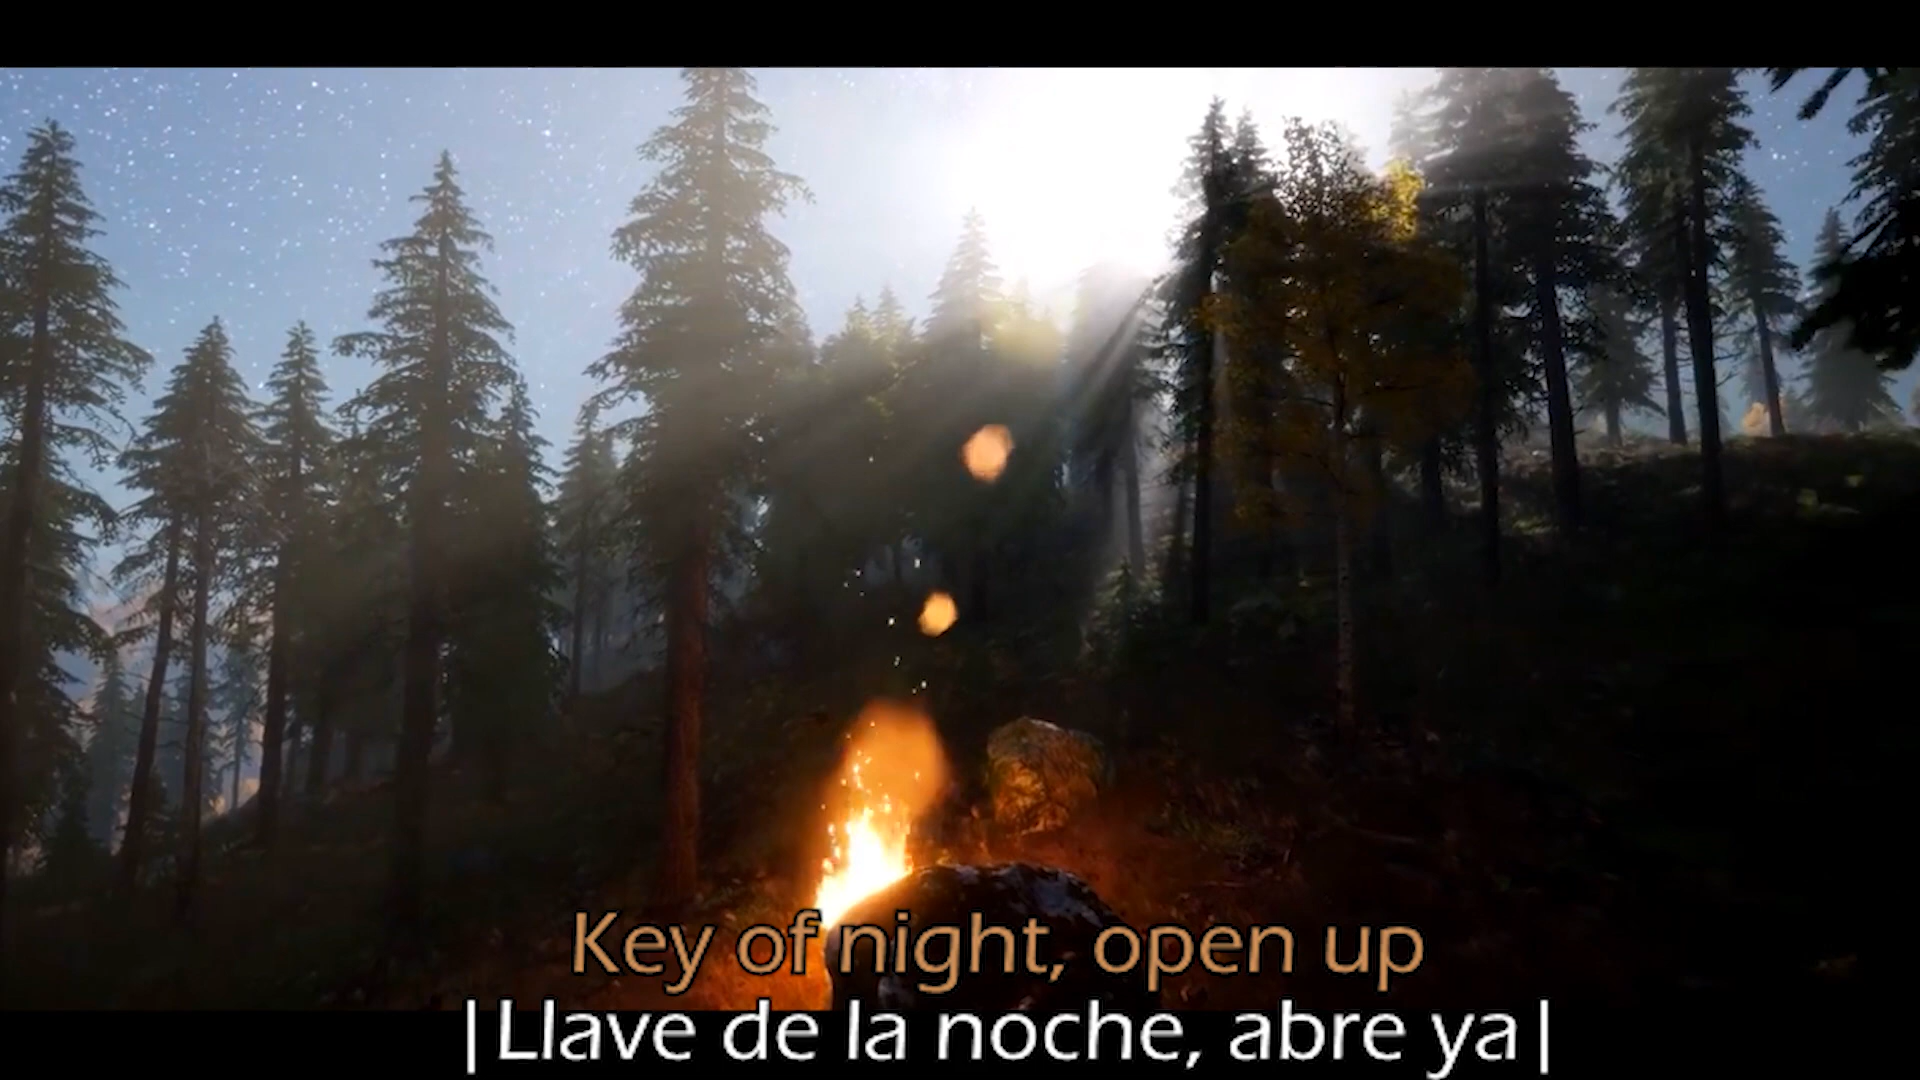 Key of night, open up
|Llave de la noche, abre ya|